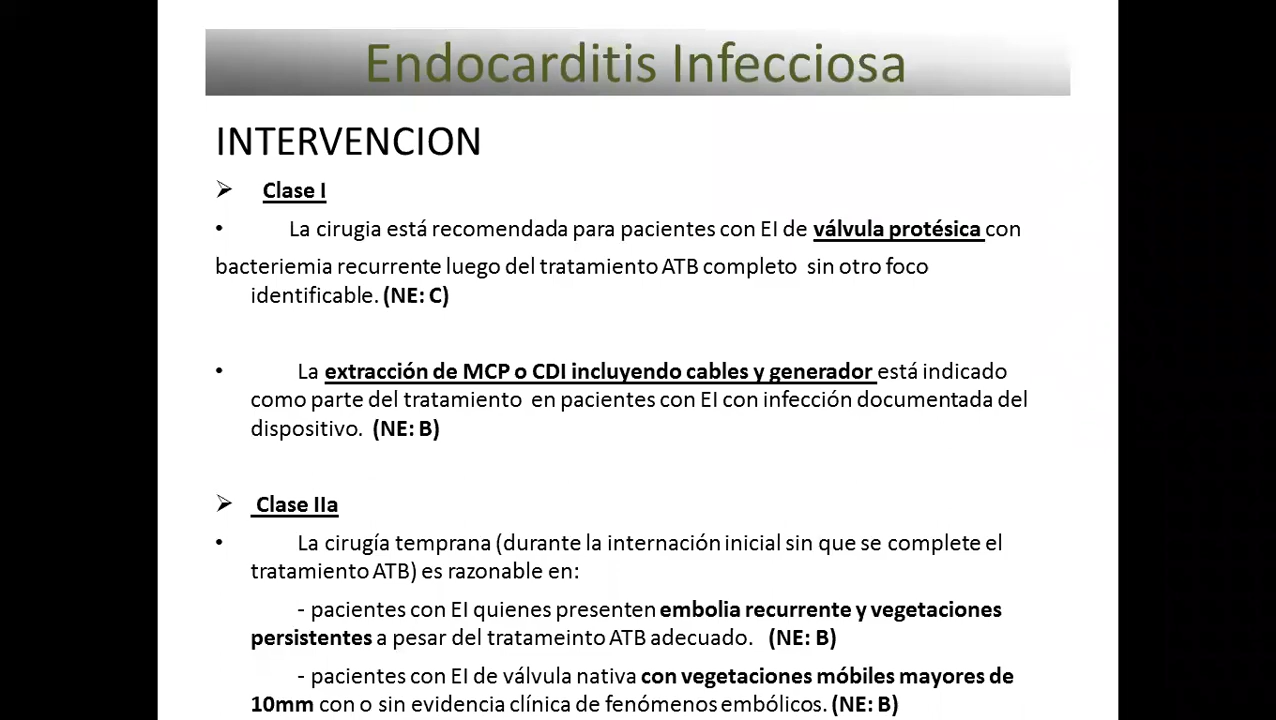 Endocarditis Infecciosa
INTERVENCION
➢ Clase I
• La cirugia está recomendada para pacientes con EI de válvula protésica con
bacteriemia recurrente luego del tratamiento ATB completo sin otro foco
identificable. (NE: C)
• La extracción de MCP o CDI incluyendo cables y generador está indicado
como parte del tratamiento en pacientes con EI con infección documentada del
dispositivo. (NE: B)
➢ Clase IIa
• La cirugía temprana (durante la internación inicial sin que se complete el
tratamiento ATB) es razonable en:
- pacientes con EI quienes presenten embolia recurrente y vegetaciones
persistentes a pesar del tratameinto ATB adecuado. (NE: B)
- pacientes con EI de válvula nativa con vegetaciones móbiles mayores de
10mm con o sin evidencia clínica de fenómenos embólicos. (NE: B)